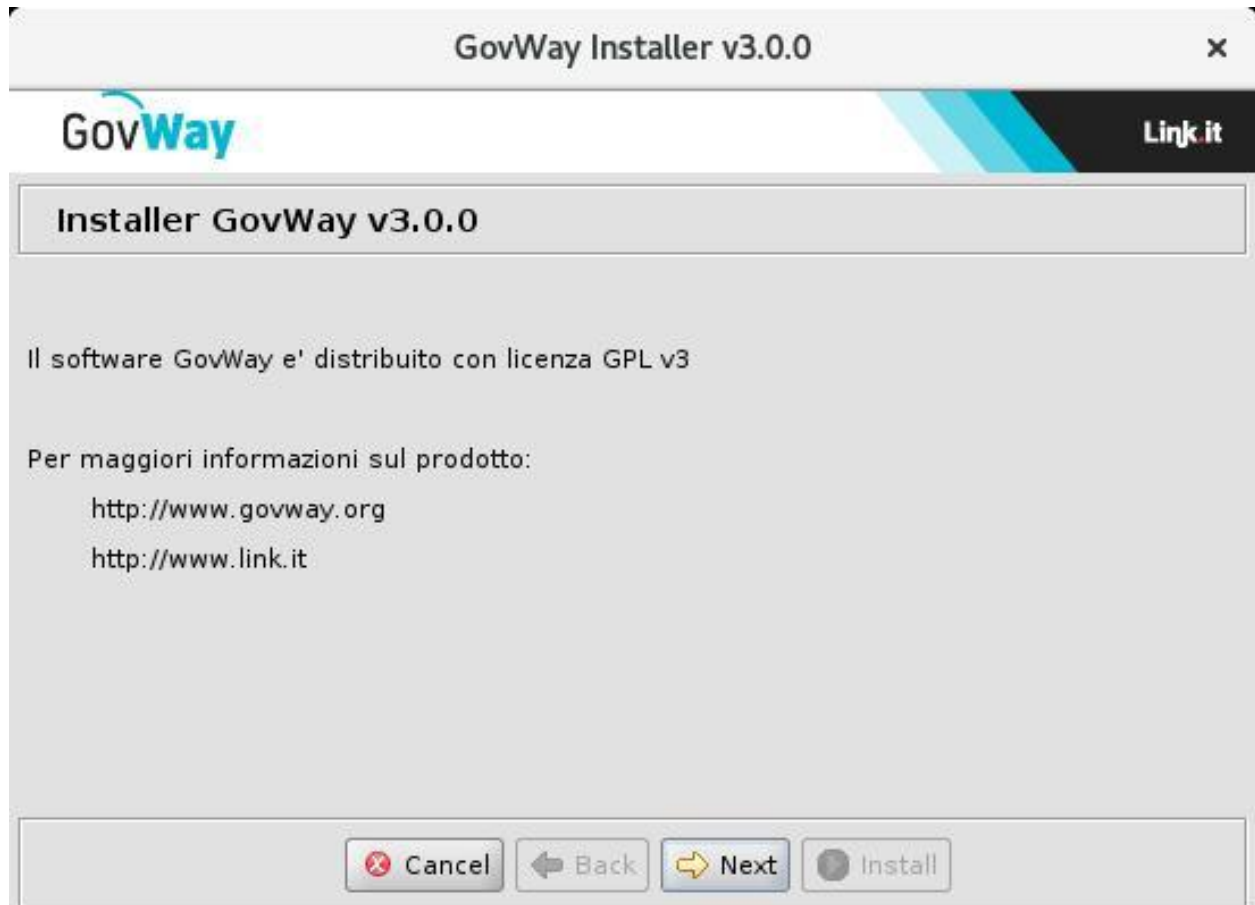 GovWay Installer v3.0.0
GovWay
Link.it
Installer GovWay v3.0.0
Il software GovWay e' distribuito con licenza GPL v3
Per maggiori informazioni sul prodotto:
http://www.govway.org
http://www.link.it
Cancel
Back
Next
Install